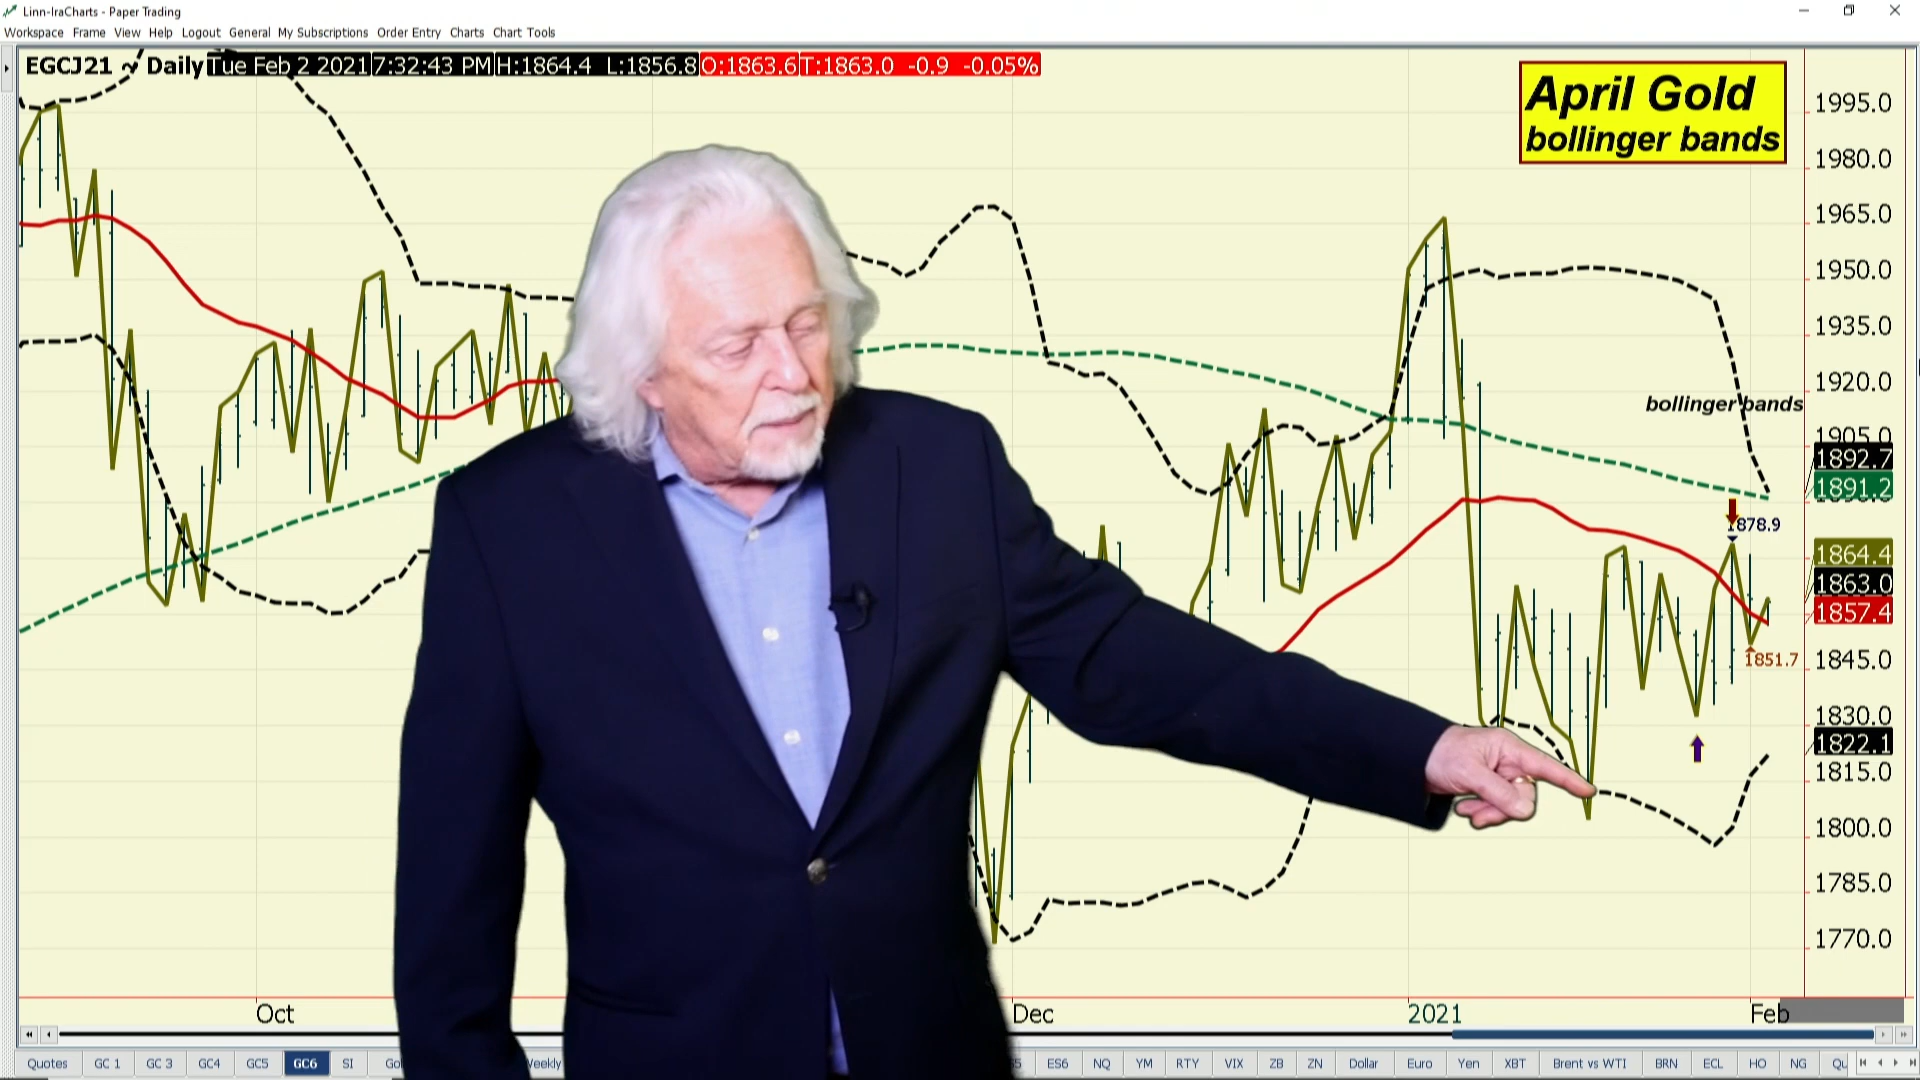 Linn-IraCharts - Paper Trading
Workspace Frame View Help Logout General My Subscriptions Order Entry Charts Chart Tools
EGCJ21 ~ Daily Tue Feb 2 2021 7:32:43 PM H:1864.4 L:1856.8 O:1863.6 T:1863.0 -0.9 -0.05%
April Gold
bollinger bands
1995.0
1980.0
1965.0
1950.0
1935.0
1920.0
bollinger bands
1905.0
1892.7
1891.2
1878.9
1864.4
1863.0
1857.4
1851.7
1845.0
1830.0
1822.1
1815.0
1800.0
1785.0
1770.0
Oct Dec 2021 Feb
Quotes GC 1 GC 3 GC4 GC5 GC6 SI ES6 NQ YM RTY VIX ZB ZN Dollar Euro Yen XBT Brent vs WTI BRN ECL HO NG